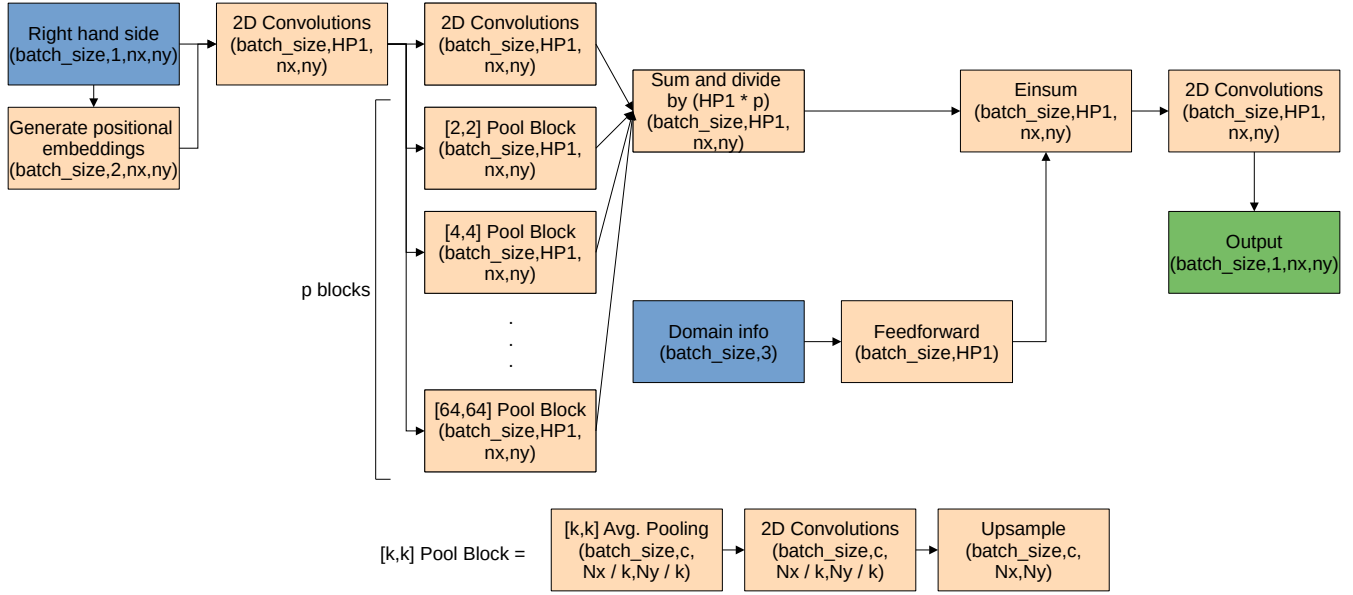 Right hand side
(batch_size,1,nx,ny)
Generate positional
embeddings
(batch_size,2,nx,ny)
2D Convolutions
(batch_size,HP1,
nx,ny)
2D Convolutions
(batch_size,HP1,
nx,ny)
[2,2] Pool Block
(batch_size,HP1,
nx,ny)
[4,4] Pool Block
(batch_size,HP1,
nx,ny)
.
.
.
[64,64] Pool Block
(batch_size,HP1,
nx,ny)
p blocks
Sum and divide
by (HP1 * p)
(batch_size,HP1,
nx,ny)
Domain info
(batch_size,3)
Feedforward
(batch_size,HP1)
Einsum
(batch_size,HP1,
nx,ny)
2D Convolutions
(batch_size,HP1,
nx,ny)
Output
(batch_size,1,nx,ny)
[k,k] Pool Block =
[k,k] Avg. Pooling
(batch_size,c,
Nx / k,Ny / k)
2D Convolutions
(batch_size,c,
Nx / k,Ny / k)
Upsample
(batch_size,c,
Nx,Ny)